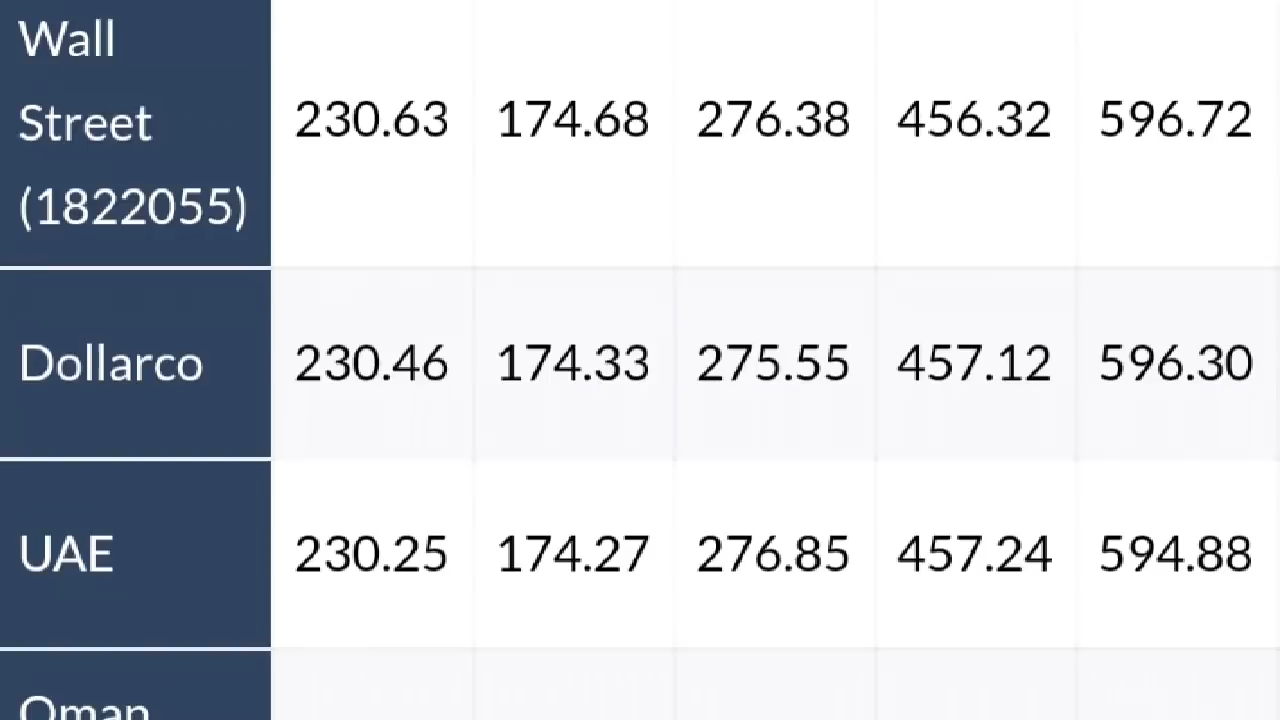 Wall
Street
(1822055)
230.63 174.68 276.38 456.32 596.72
Dollarco 230.46 174.33 275.55 457.12 596.30
UAE 230.25 174.27 276.85 457.24 594.88
Oman